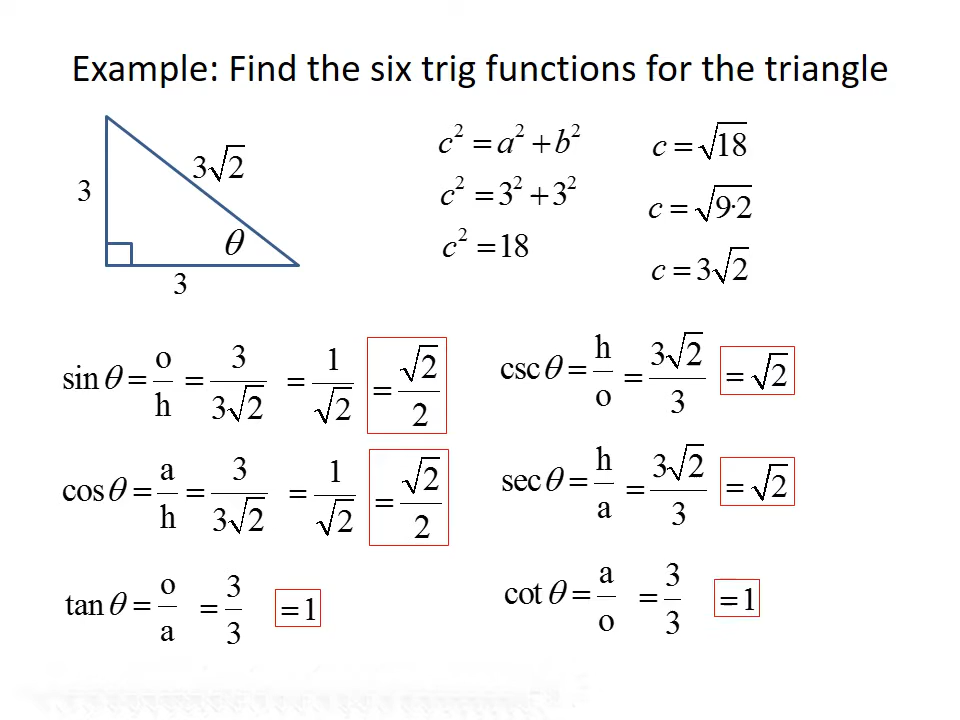 Example: Find the six trig functions for the triangle
3
3√2
θ
3
c² = a² + b²
c² = 3² + 3²
c² = 18
c = √18
c = √9·2
c = 3√2
sin θ = o/h = 3/3√2 = 1/√2 = √2/2
cos θ = a/h = 3/3√2 = 1/√2 = √2/2
tan θ = o/a = 3/3 = 1
csc θ = h/o = 3√2/3 = √2
sec θ = h/a = 3√2/3 = √2
cot θ = a/o = 3/3 = 1